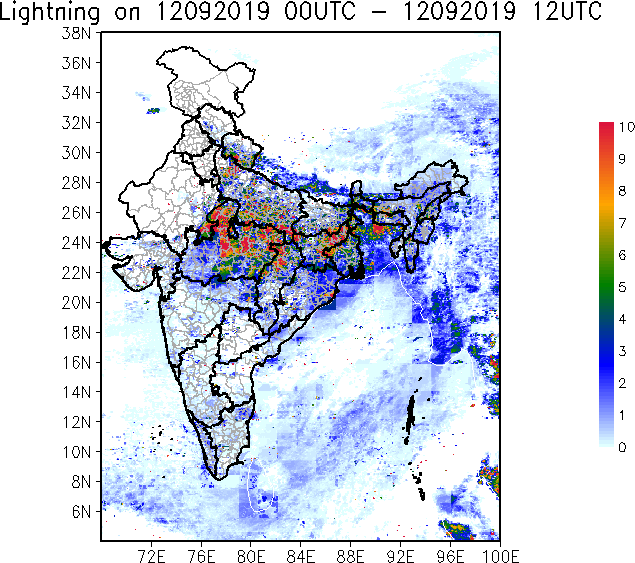 Lightning on 12092019 00UTC – 12092019 12UTC
38N
36N
34N
32N
30N
28N
26N
24N
22N
20N
18N
16N
14N
12N
10N
8N
6N
72E 76E 80E 84E 88E 92E 96E 100E
10
9
8
7
6
5
4
3
2
1
0